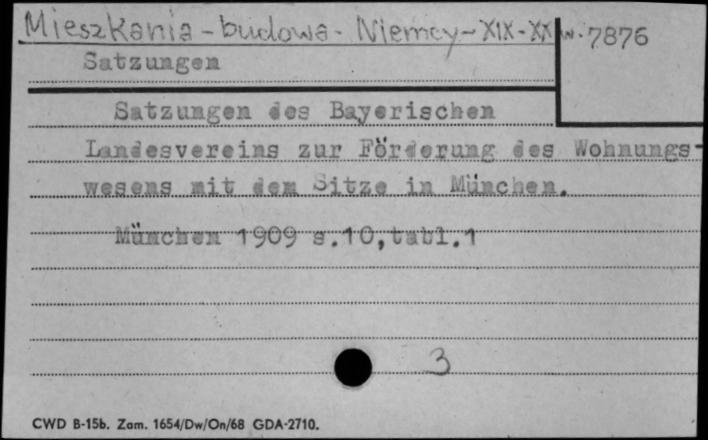 Mieszkania - budowa - Niemcy - XIX-XX w. 7876
Satzungen
Satzungen des Bayerischen
Landesvereins zur Förderung des Wohnungs-
wesens mit dem Sitze in München.
München 1909 s.10,tabl.1
3
CWD B-15b. Zam. 1654/Dw/On/68 GDA-2710.